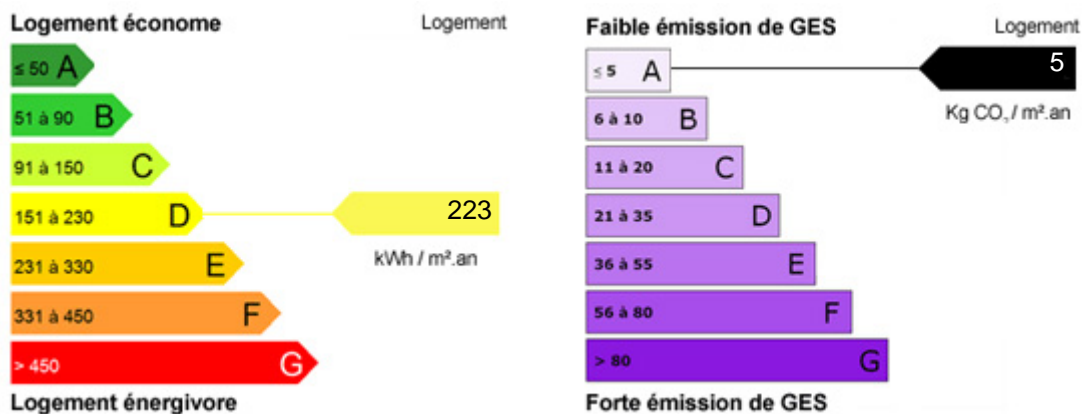 Logement économe Logement
≤ 50 A
51 à 90 B
91 à 150 C
151 à 230 D 223
kWh / m².an
231 à 330 E
331 à 450 F
> 450 G
Logement énergivore
Faible émission de GES Logement
≤ 5 A 5
Kg CO₂ / m².an
6 à 10 B
11 à 20 C
21 à 35 D
36 à 55 E
56 à 80 F
> 80 G
Forte émission de GES